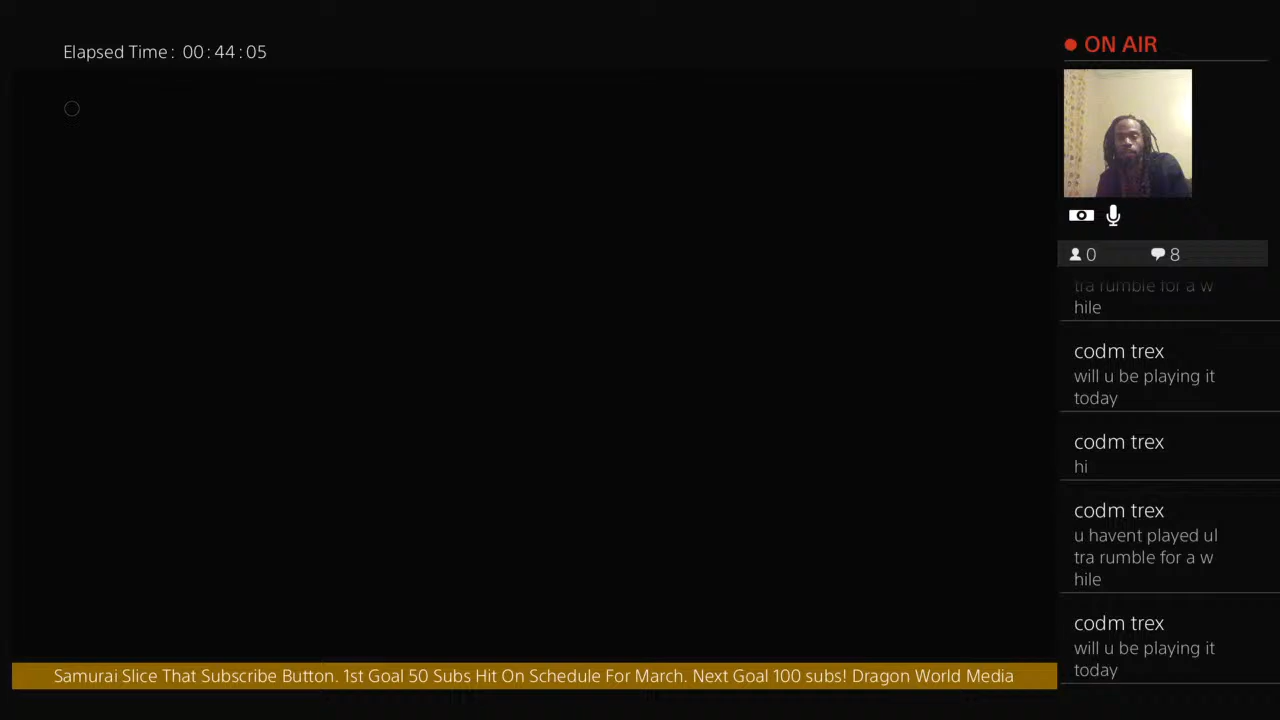 Elapsed Time: 00:44:05
ON AIR
0
8
tra rumble for a w
hile
codm trex
will u be playing it
today
codm trex
hi
codm trex
u havent played ul
tra rumble for a w
hile
codm trex
will u be playing it
today
Samurai Slice That Subscribe Button. 1st Goal 50 Subs Hit On Schedule For March. Next Goal 100 subs! Dragon World Media